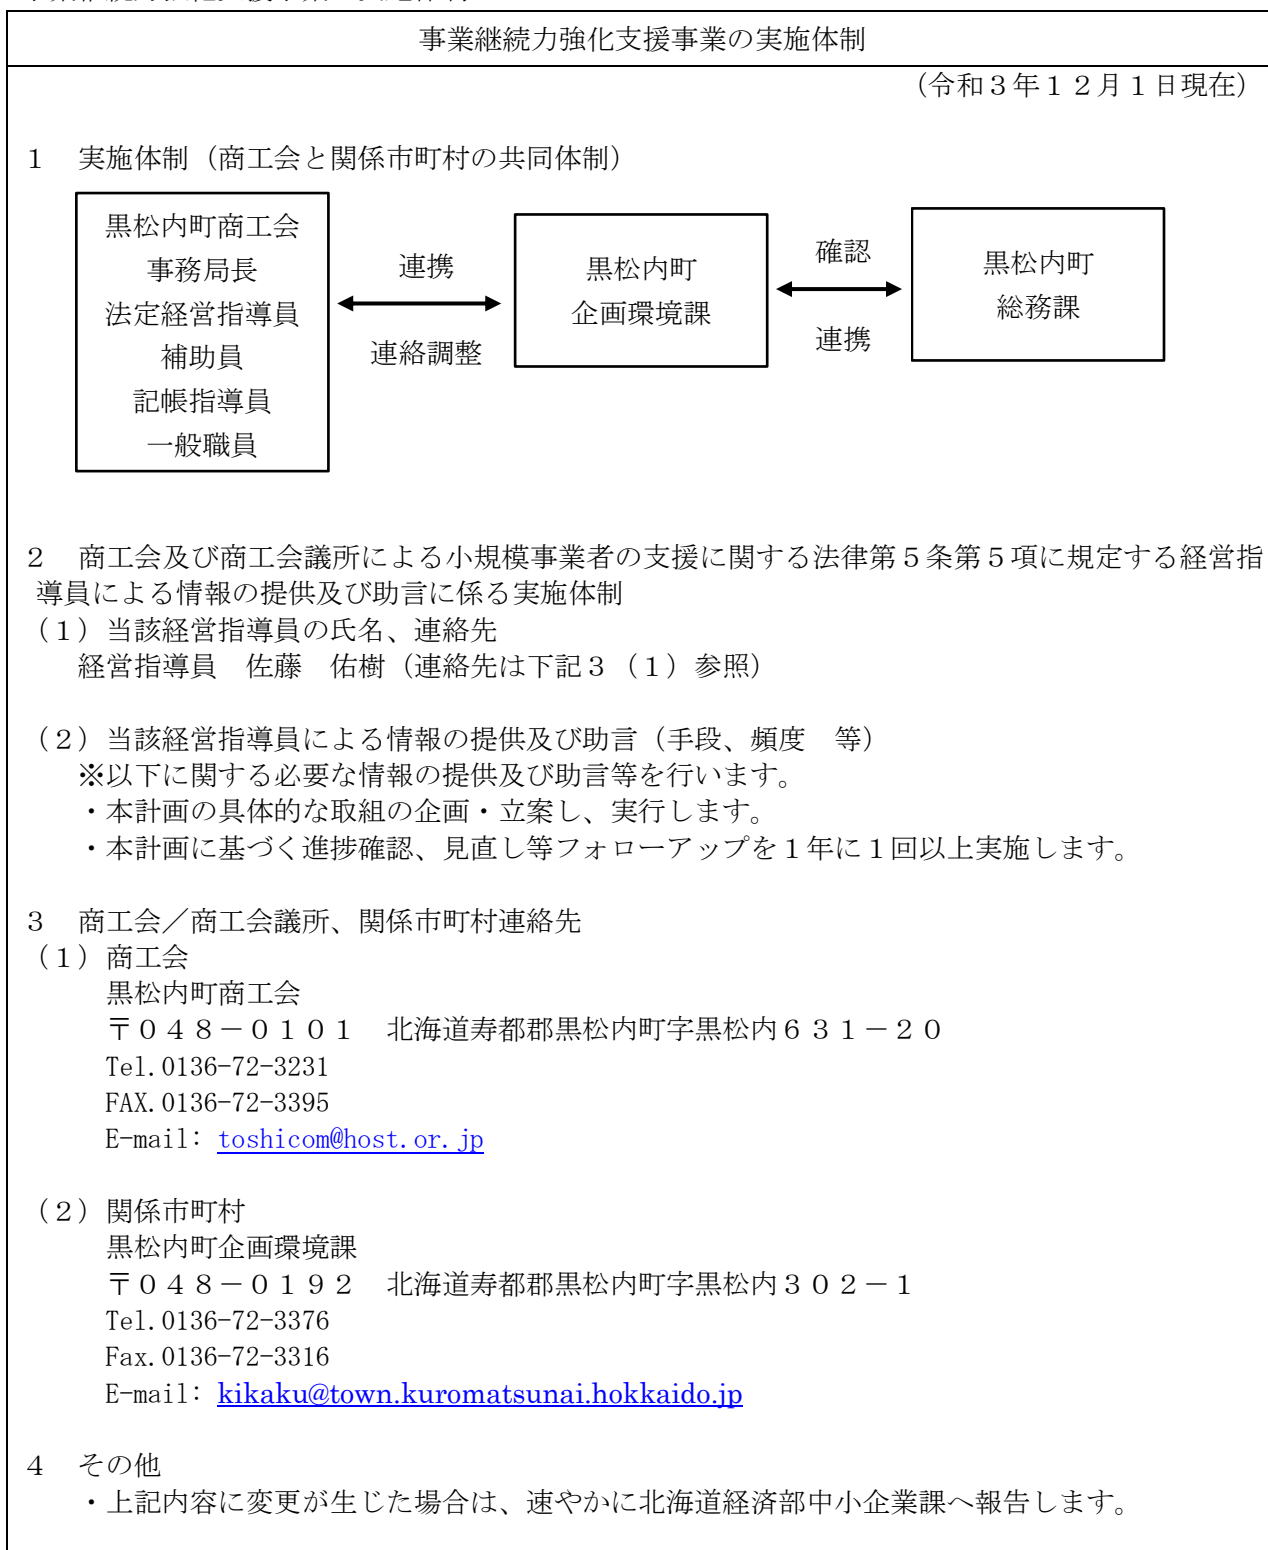 事業継続力強化支援事業の実施体制
（令和３年１２月１日現在）
１　実施体制（商工会と関係市町村の共同体制）
黒松内町商工会
事務局長
法定経営指導員
補助員
記帳指導員
一般職員
連携
連絡調整
黒松内町
企画環境課
確認
連携
黒松内町
総務課
２　商工会及び商工会議所による小規模事業者の支援に関する法律第５条第５項に規定する経営指
導員による情報の提供及び助言に係る実施体制
（１）当該経営指導員の氏名、連絡先
経営指導員　佐藤　佑樹（連絡先は下記３（１）参照）
（２）当該経営指導員による情報の提供及び助言（手段、頻度　等）
※以下に関する必要な情報の提供及び助言等を行います。
・本計画の具体的な取組の企画・立案し、実行します。
・本計画に基づく進捗確認、見直し等フォローアップを１年に１回以上実施します。
３　商工会／商工会議所、関係市町村連絡先
（１）商工会
黒松内町商工会
〒０４８－０１０１　北海道寿都郡黒松内町字黒松内６３１－２０
Tel.0136-72-3231
FAX.0136-72-3395
E-mail: toshicom@host.or.jp
（２）関係市町村
黒松内町企画環境課
〒０４８－０１９２　北海道寿都郡黒松内町字黒松内３０２－１
Tel.0136-72-3376
Fax.0136-72-3316
E-mail: kikaku@town.kuromatsunai.hokkaido.jp
４　その他
・上記内容に変更が生じた場合は、速やかに北海道経済部中小企業課へ報告します。